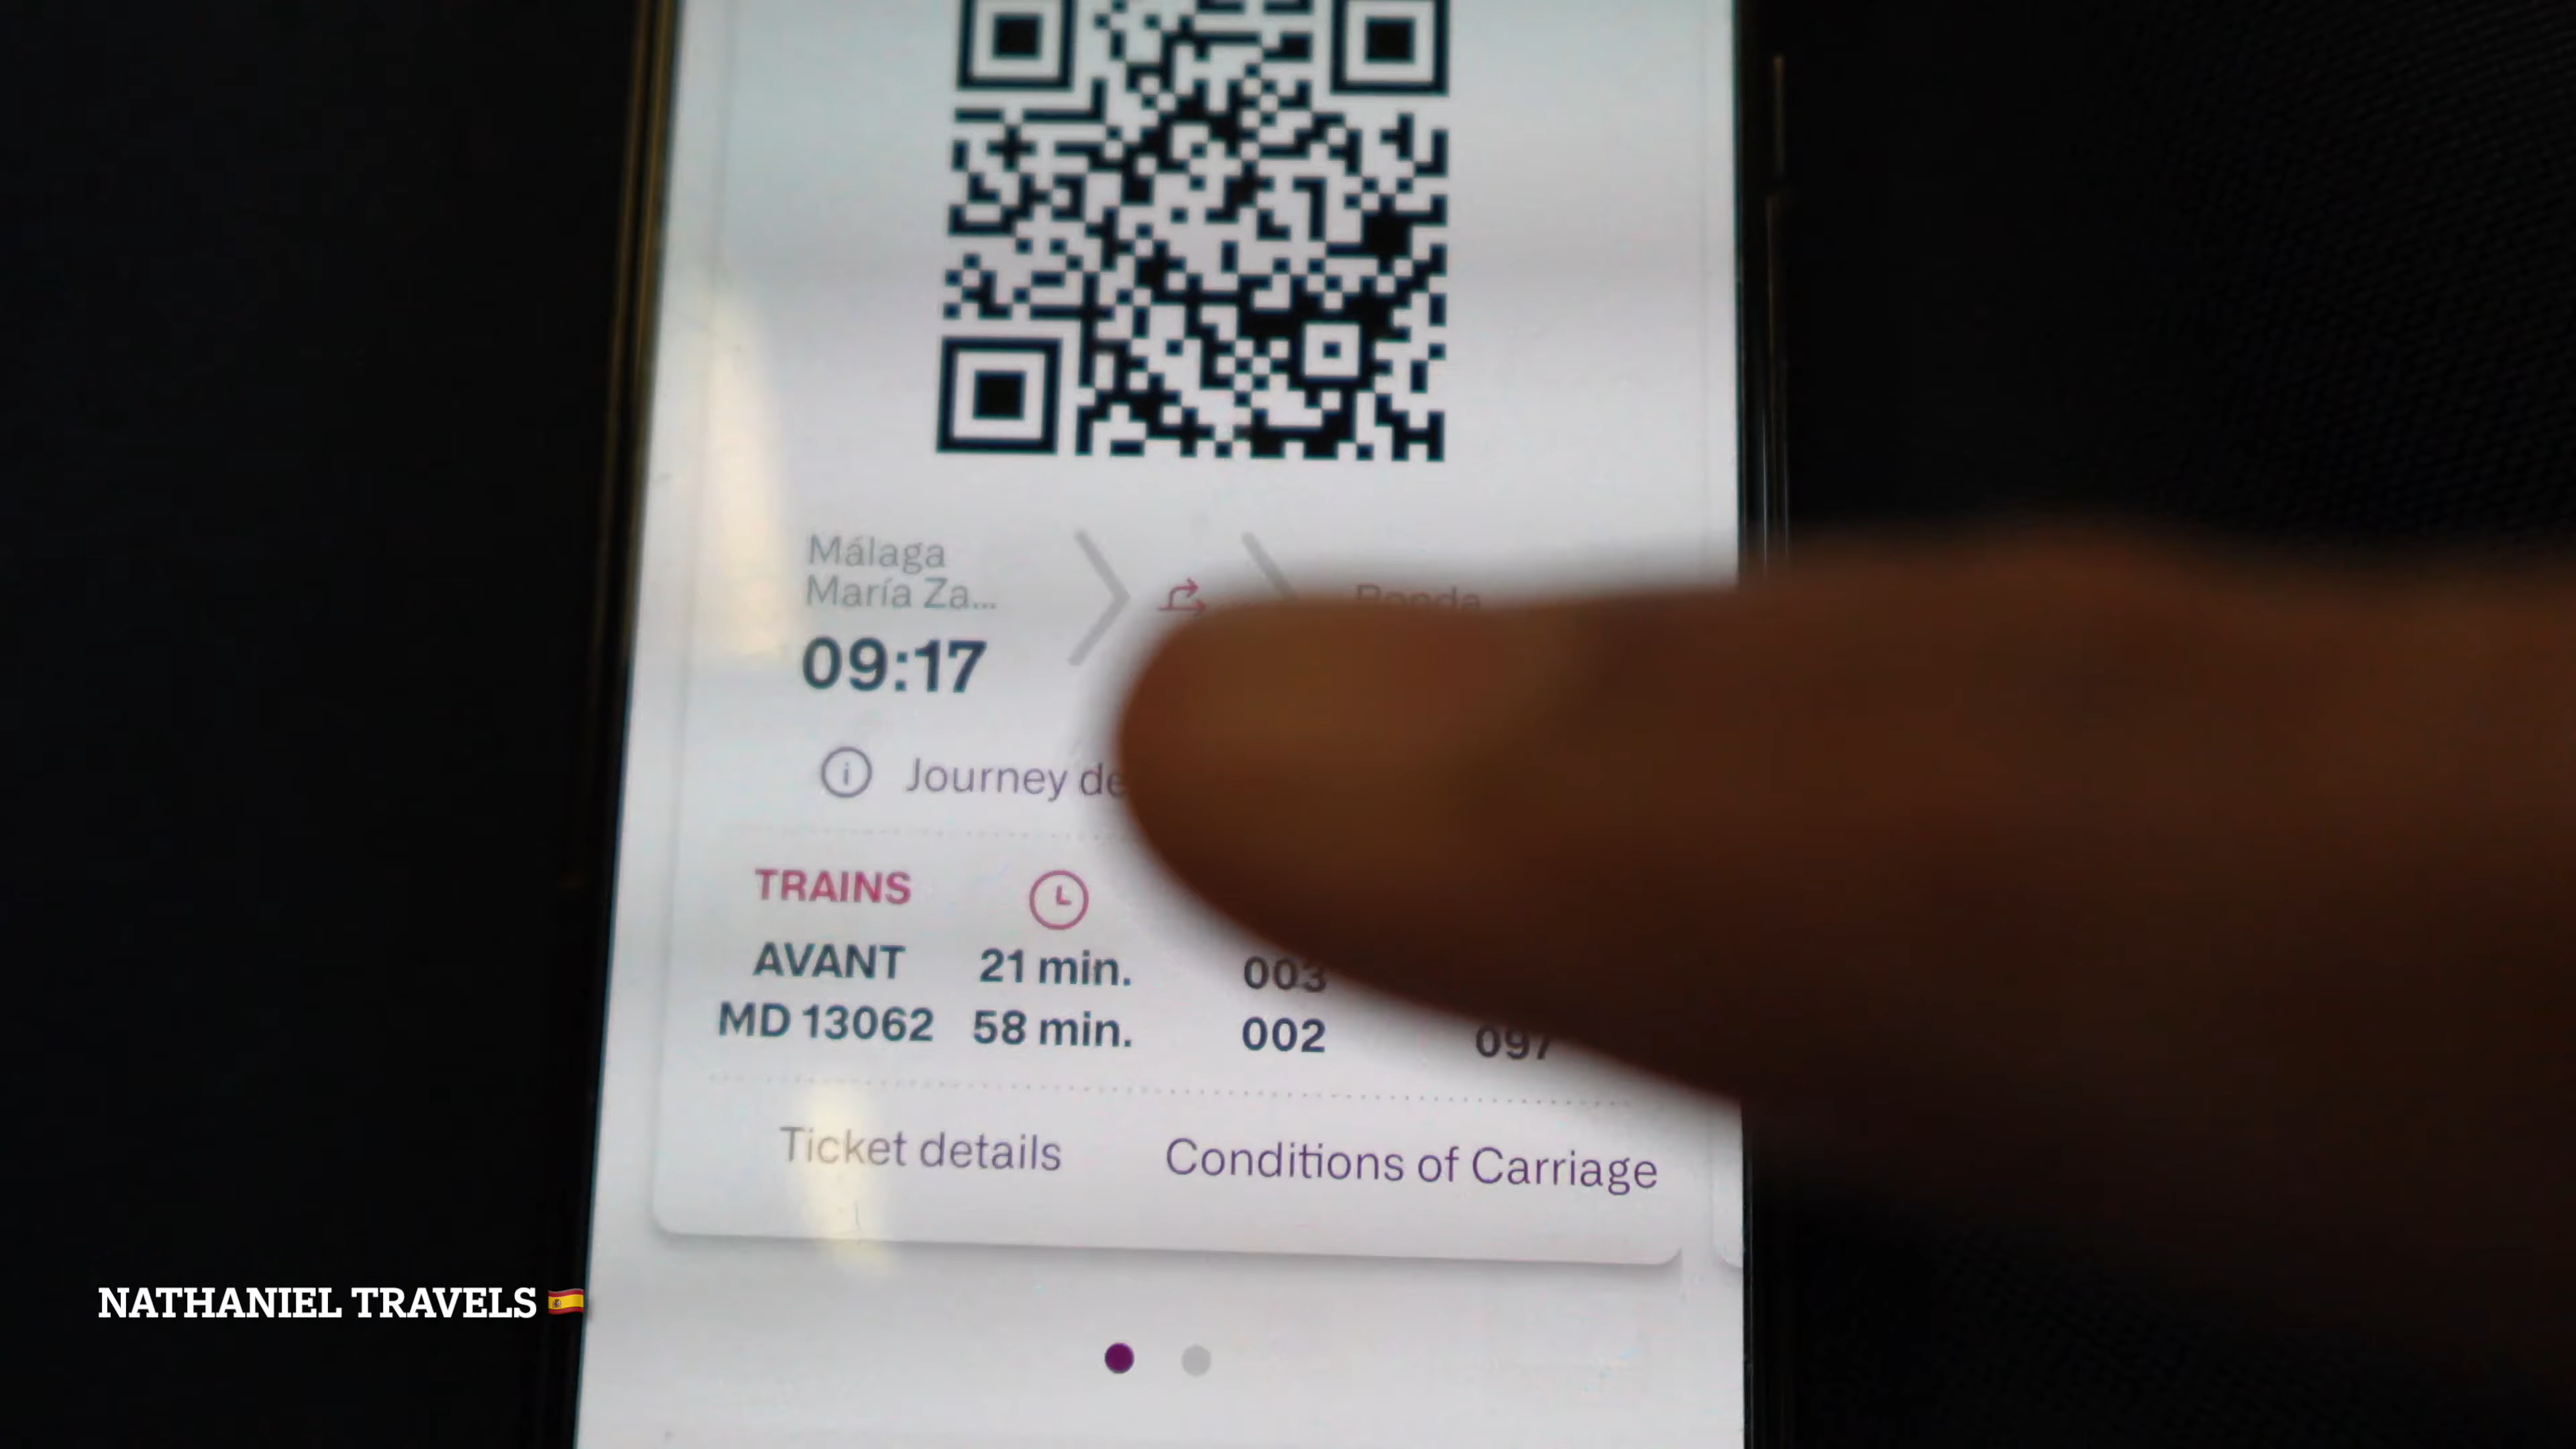 Málaga
María Za...
Ronda
09:17
Journey de
TRAINS
AVANT 21 min. 003
MD 13062 58 min. 002 097
Ticket details Conditions of Carriage
NATHANIEL TRAVELS 🇪🇸